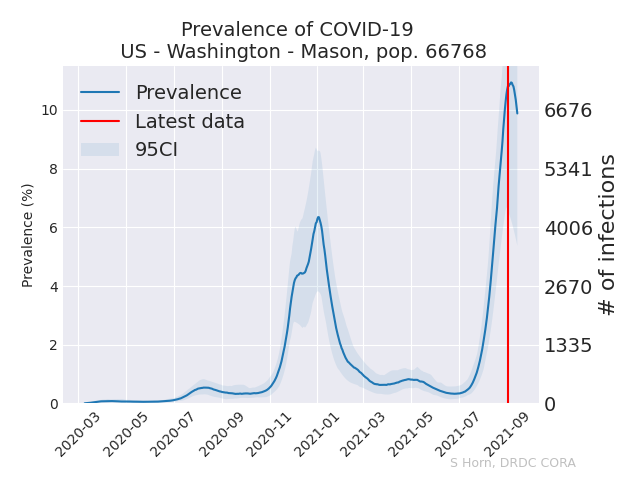 Prevalence of COVID-19
US - Washington - Mason, pop. 66768
Prevalence
Latest data
95CI
Prevalence (%)
10
8
6
4
2
0
6676
5341
4006
2670
1335
0
# of infections
2020-03
2020-05
2020-07
2020-09
2020-11
2021-01
2021-03
2021-05
2021-07
2021-09
S Horn, DRDC CORA